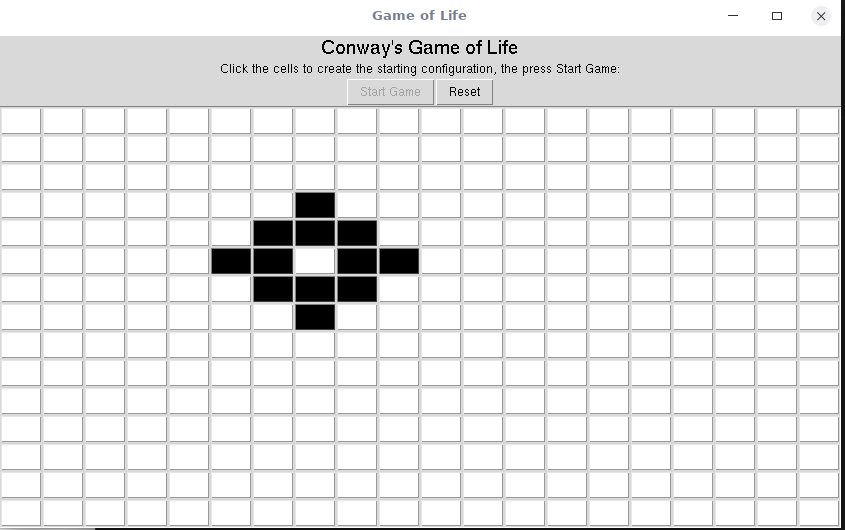 Game of Life
Conway's Game of Life
Click the cells to create the starting configuration, the press Start Game:
Start Game Reset